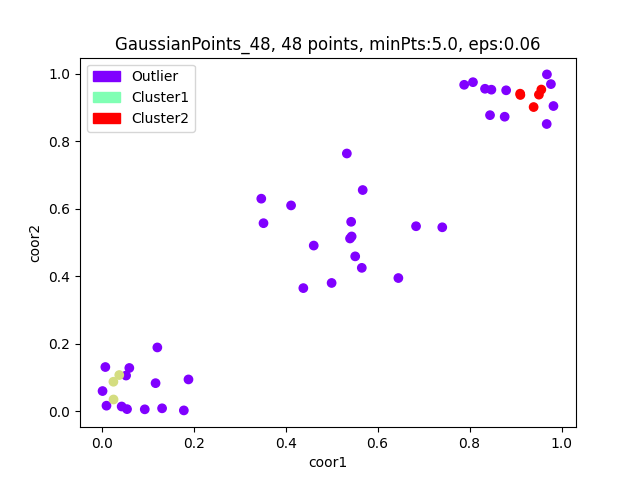 GaussianPoints_48, 48 points, minPts:5.0, eps:0.06
Outlier
Cluster1
Cluster2
1.0
0.8
0.6
0.4
0.2
0.0
coor2
0.0 0.2 0.4 0.6 0.8 1.0
coor1